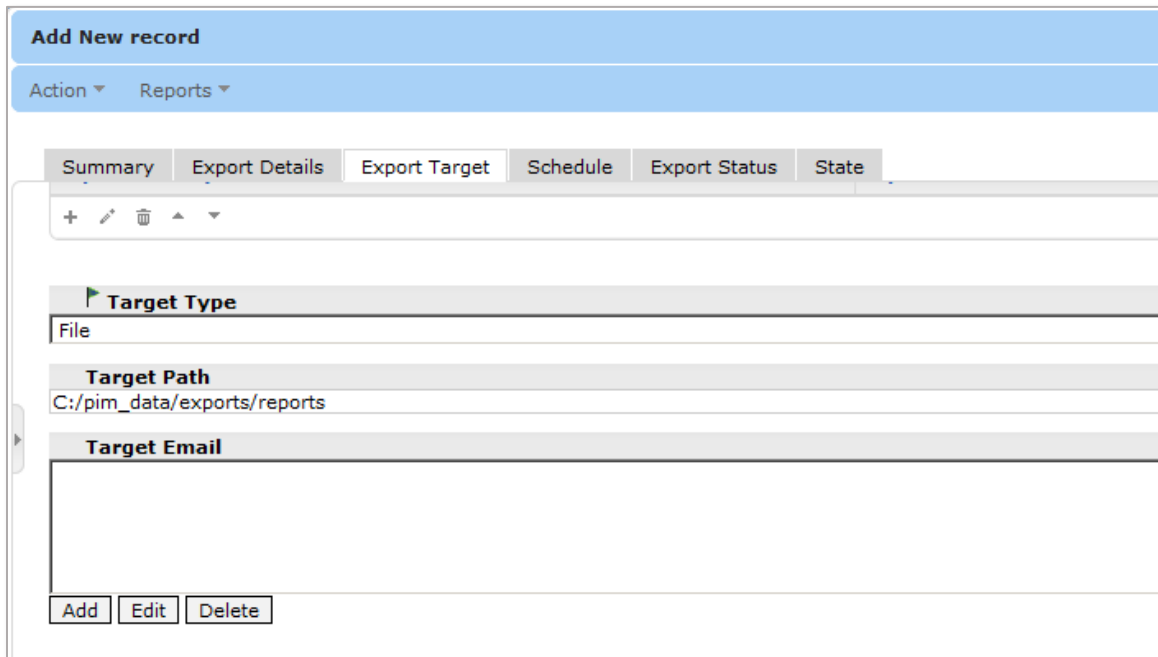 Add New record
Action Reports
Summary Export Details Export Target Schedule Export Status State
Target Type
File
Target Path
C:/pim_data/exports/reports
Target Email
Add Edit Delete